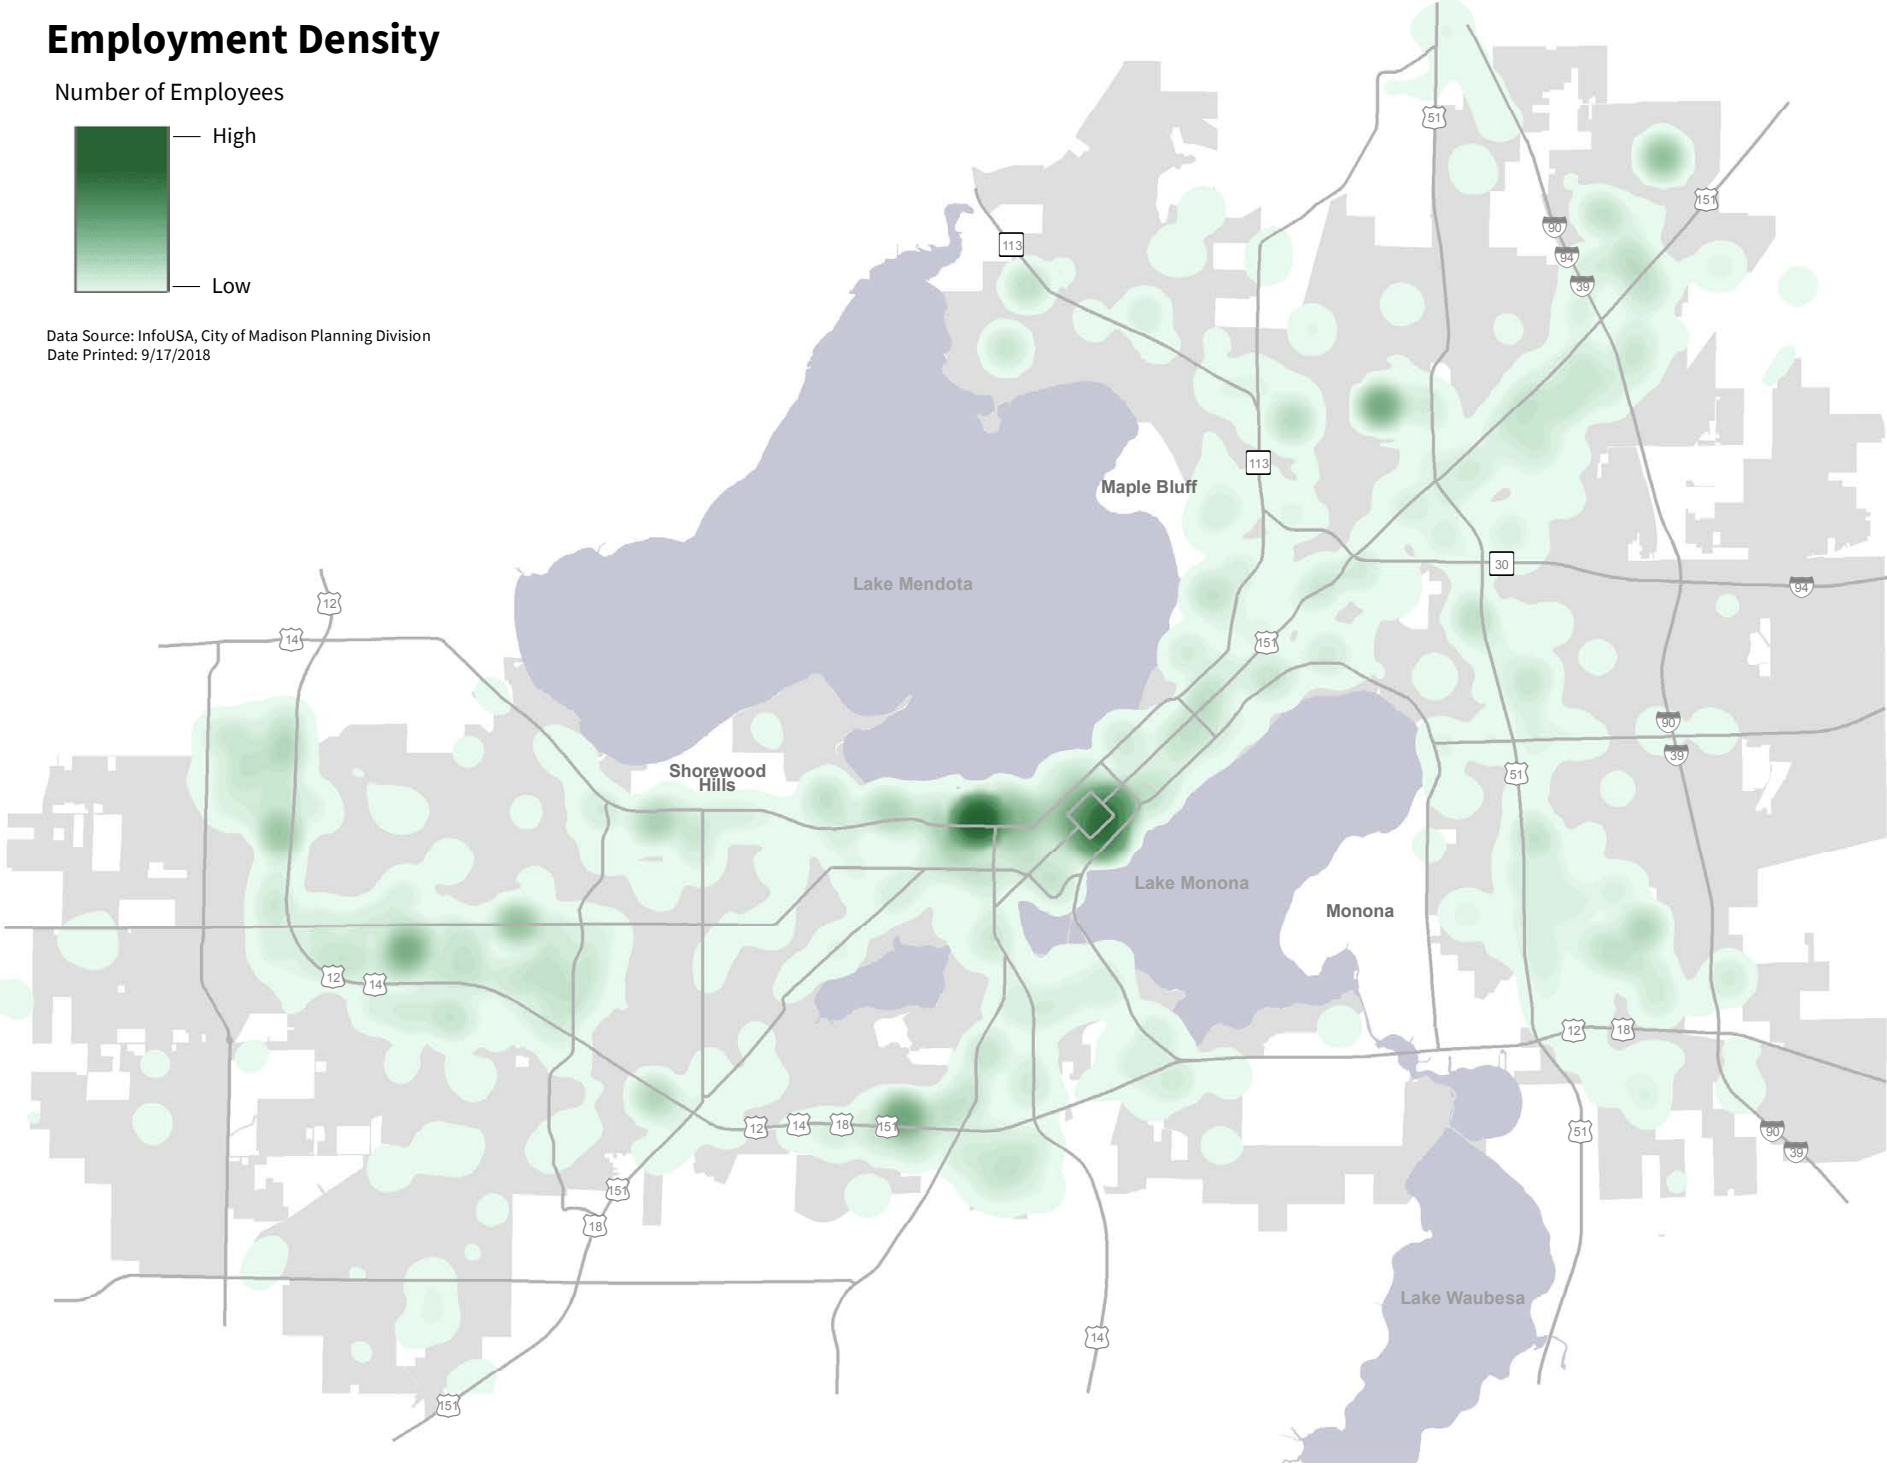 Employment Density
Number of Employees
High
Low
Data Source: InfoUSA, City of Madison Planning Division
Date Printed: 9/17/2018
51
151
90
113
94
39
113
Maple Bluff
30
Lake Mendota
94
12
14
151
90
39
Shorewood
Hills
51
Lake Monona
Monona
12
14
12
18
12
14
18
151
51
90
39
151
18
Lake Waubesa
14
151